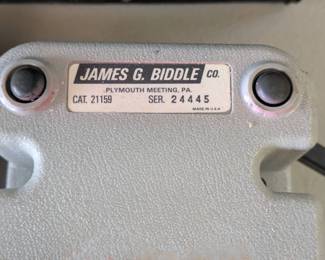 JAMES G. BIDDLE CO.
PLYMOUTH MEETING, PA.
CAT. 21159 SER. 24445
MADE IN U.S.A.